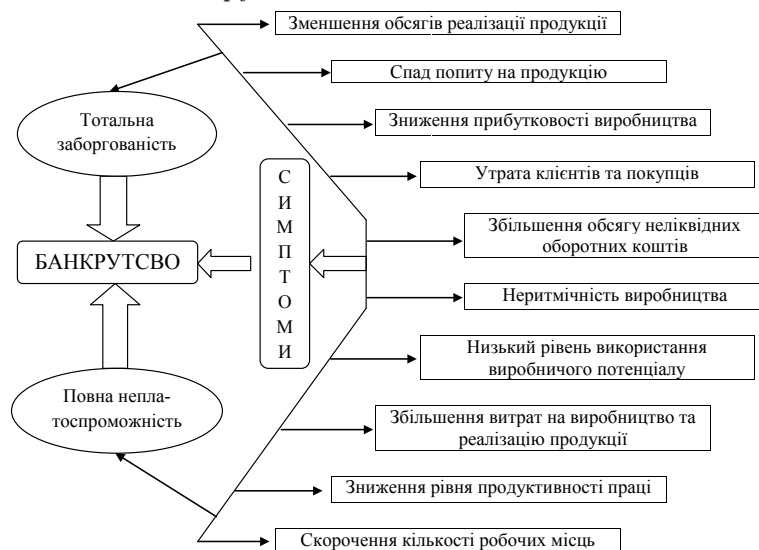 Зменшення обсягів реалізації продукції
Спад попиту на продукцію
Тотальна
заборгованість
Зниження прибутковості виробництва
Утрата клієнтів та покупців
СИМПТОМИ
Збільшення обсягу неліквідних
оборотних коштів
БАНКРУТСВО
Неритмічність виробництва
Низький рівень використання
виробничого потенціалу
Повна непла-
тоспроможність
Збільшення витрат на виробництво та
реалізацію продукції
Зниження рівня продуктивності праці
Скорочення кількості робочих місць